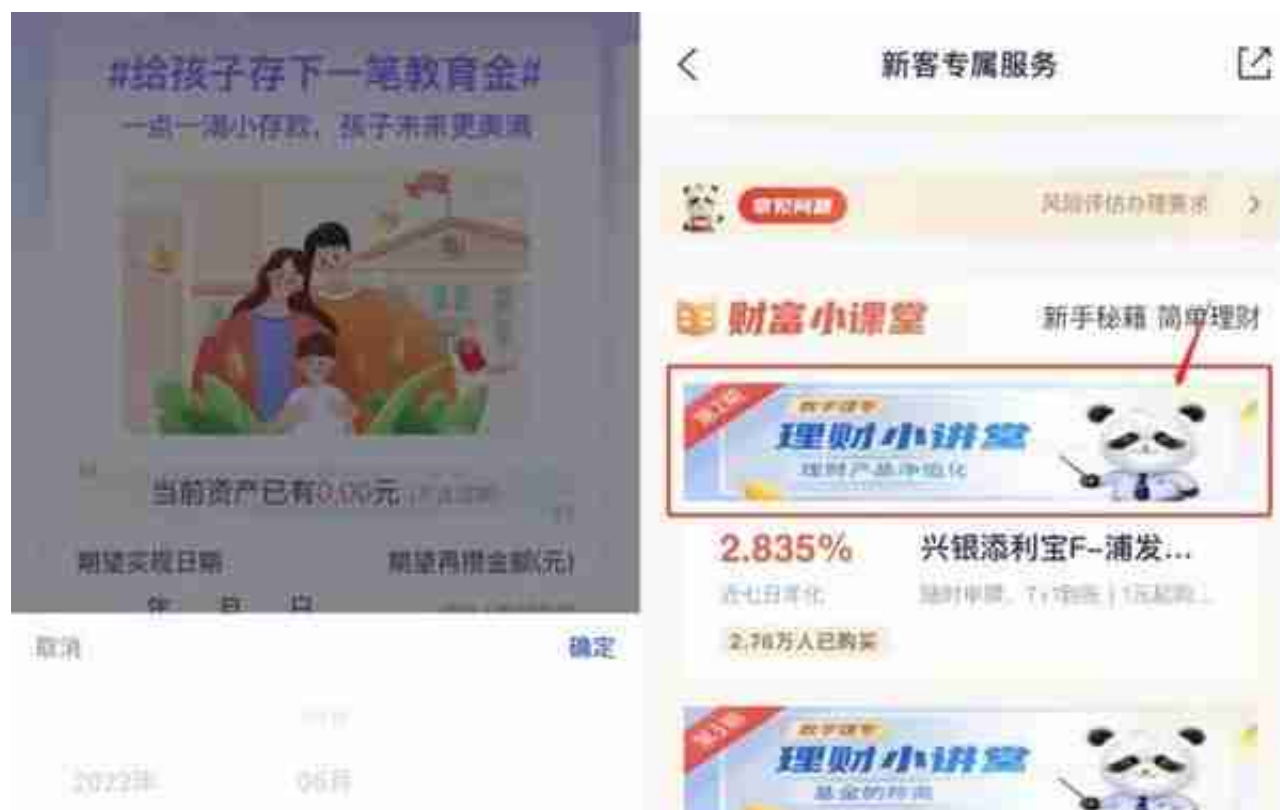 #给孩子存下一笔教育金#
一点一滴小存款，孩子未来更美满
当前资产已有0.00元
期望实现日期
期望再攒金额(元)
年 月 日
取消
确定
2022年
06月
新客专属服务
常见问题
风险评估办理要求
财富小课堂
新手秘籍 简单理财
理财小讲堂
理财产品净值化
2.835%
兴银添利宝F-浦发...
近七日年化
2.76万人已购买
理财小讲堂